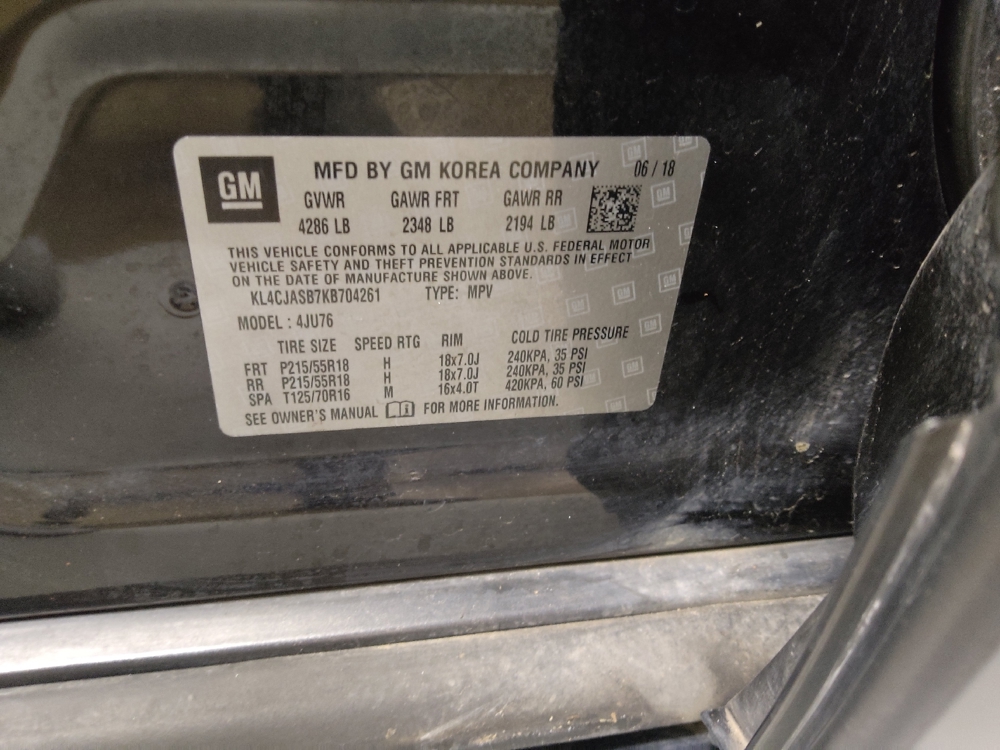 GM MFD BY GM KOREA COMPANY 06 / 18
GVWR GAWR FRT GAWR RR
4286 LB 2348 LB 2194 LB
THIS VEHICLE CONFORMS TO ALL APPLICABLE U.S. FEDERAL MOTOR
VEHICLE SAFETY AND THEFT PREVENTION STANDARDS IN EFFECT
ON THE DATE OF MANUFACTURE SHOWN ABOVE.
KL4CJASB7KB704261 TYPE: MPV
MODEL : 4JU76
TIRE SIZE SPEED RTG RIM COLD TIRE PRESSURE
FRT P215/55R18 H 18x7.0J 240KPA, 35 PSI
RR P215/55R18 H 18x7.0J 240KPA, 35 PSI
SPA T125/70R16 M 16x4.0T 420KPA, 60 PSI
SEE OWNER'S MANUAL FOR MORE INFORMATION.